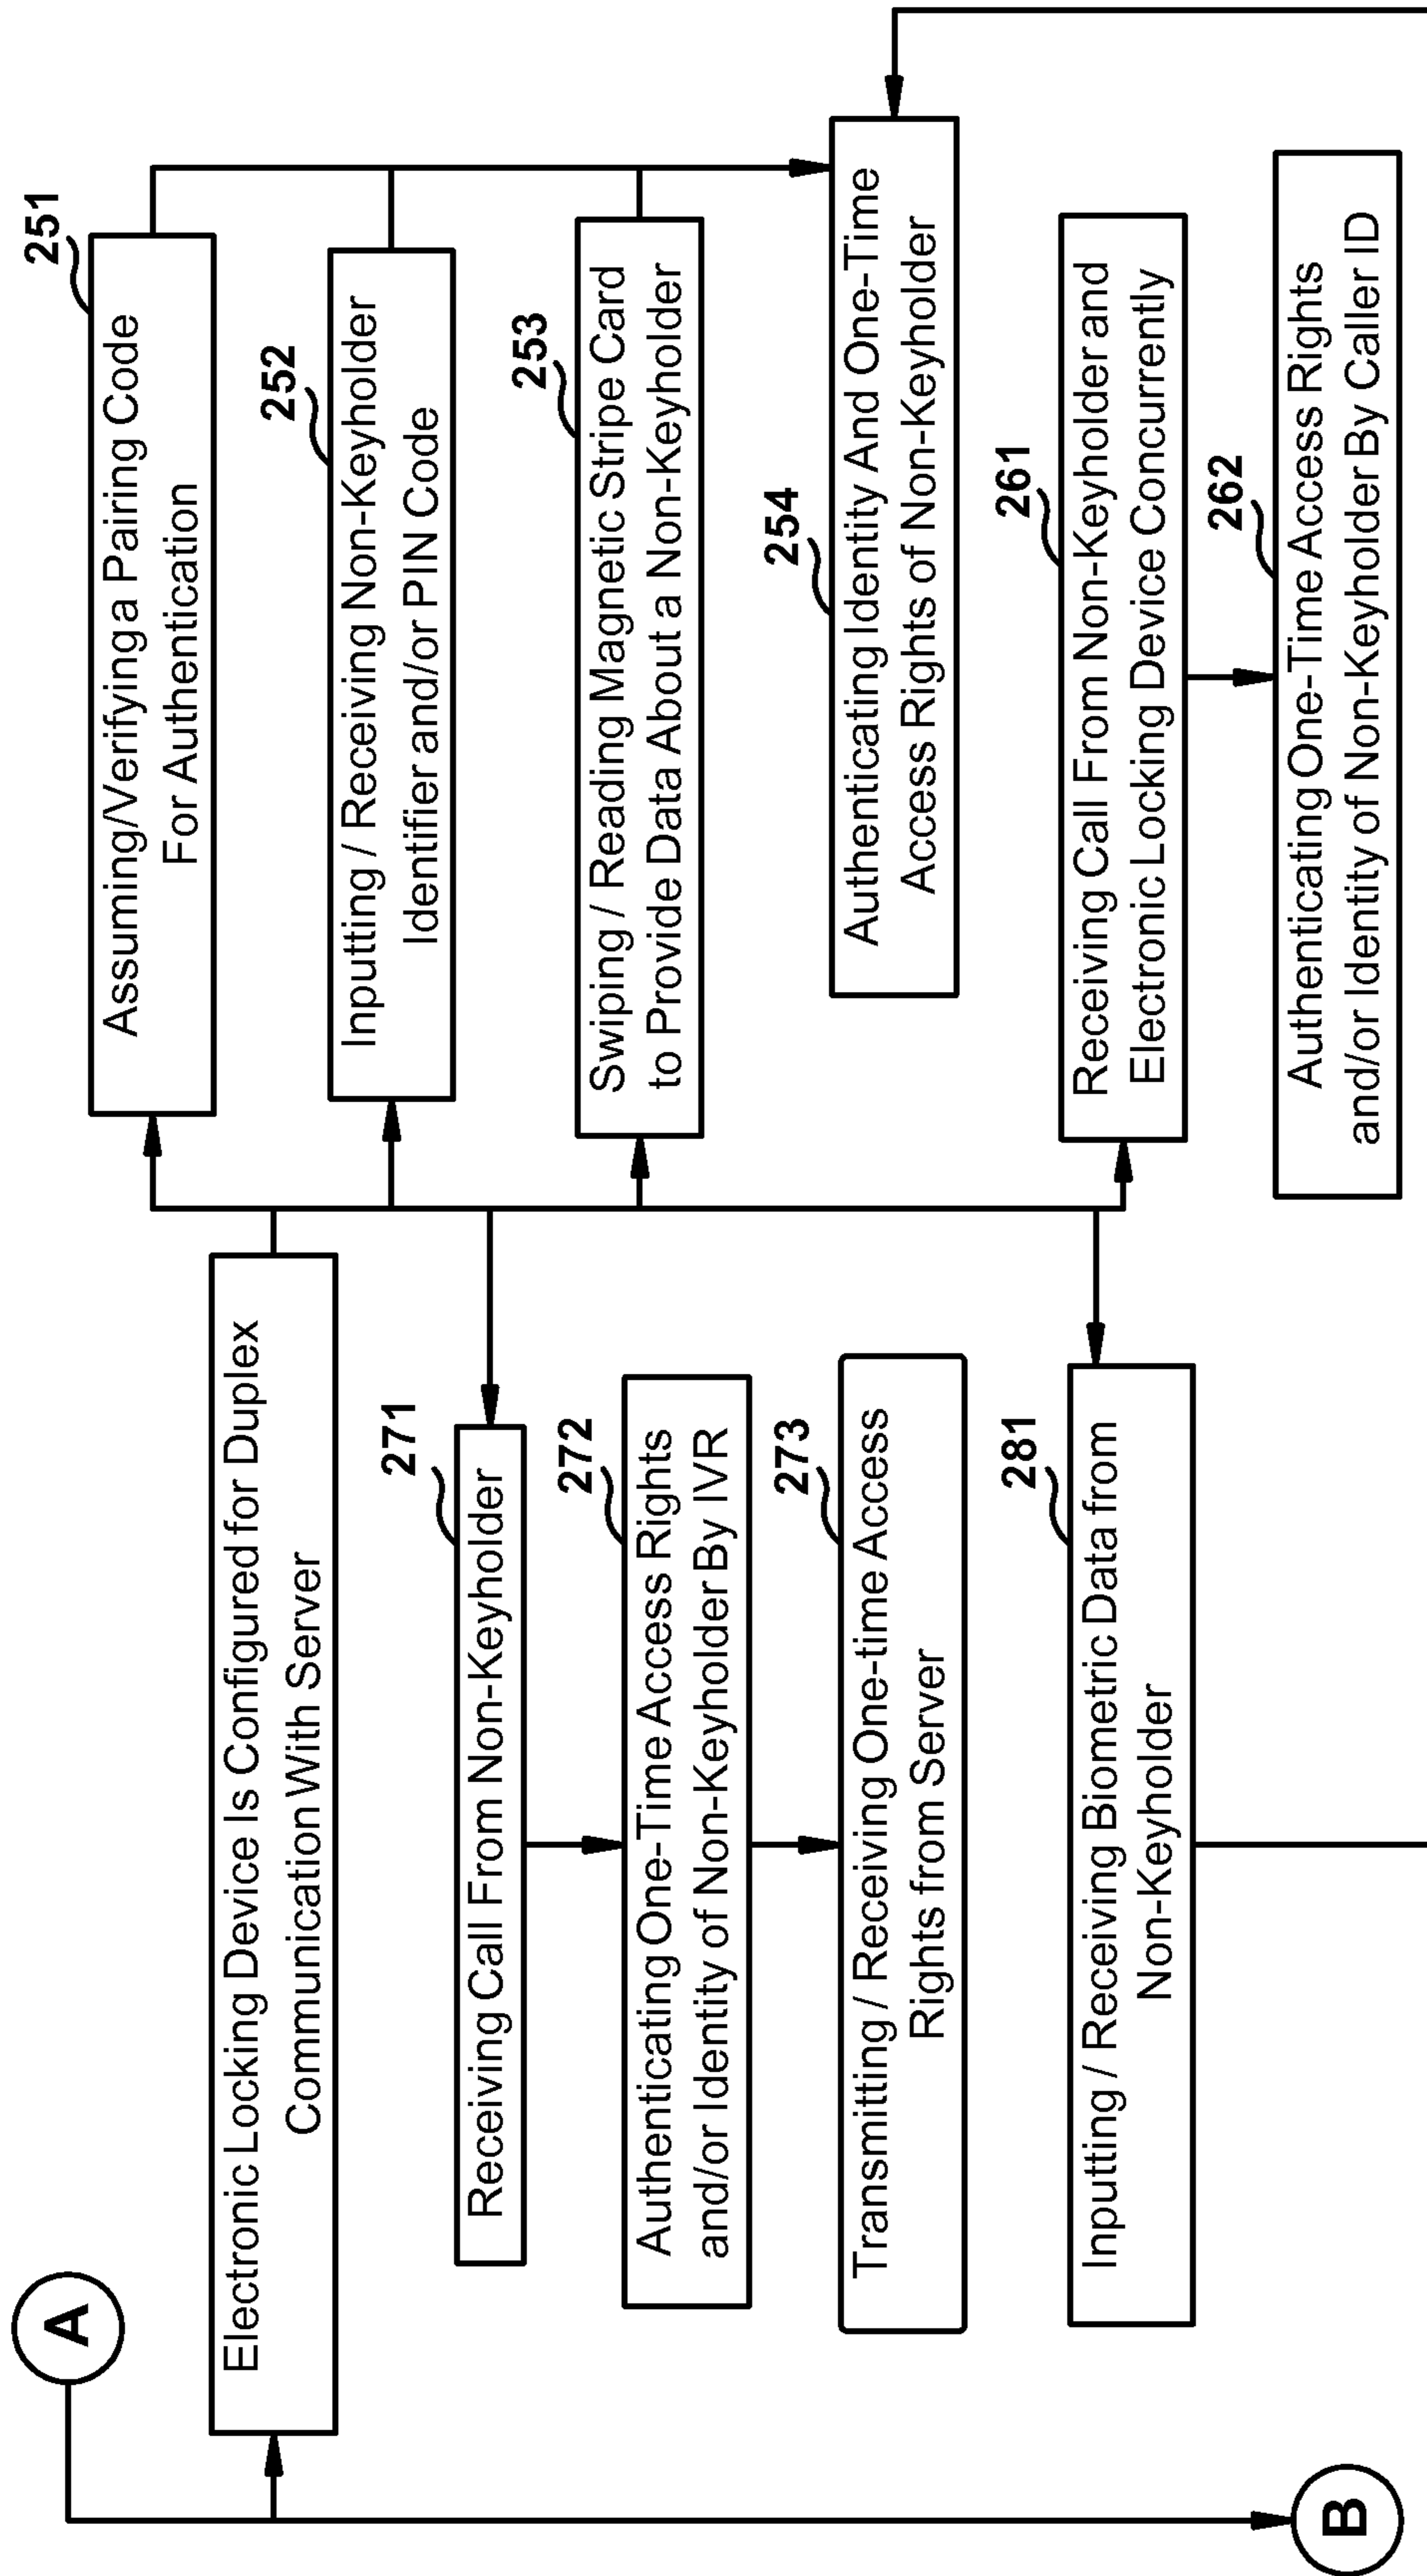 A
Electronic Locking Device Is Configured for Duplex
Communication With Server
251
Assuming/Verifying a Pairing Code
For Authentication
252
Inputting / Receiving Non-Keyholder
Identifier and/or PIN Code
253
Swiping / Reading Magnetic Stripe Card
to Provide Data About a Non-Keyholder
254
Authenticating Identity And One-Time
Access Rights of Non-Keyholder
261
Receiving Call From Non-Keyholder and
Electronic Locking Device Concurrently
262
Authenticating One-Time Access Rights
and/or Identity of Non-Keyholder By Caller ID
271
Receiving Call From Non-Keyholder
272
Authenticating One-Time Access Rights
and/or Identity of Non-Keyholder By IVR
273
Transmitting / Receiving One-time Access
Rights from Server
281
Inputting / Receiving Biometric Data from
Non-Keyholder
B